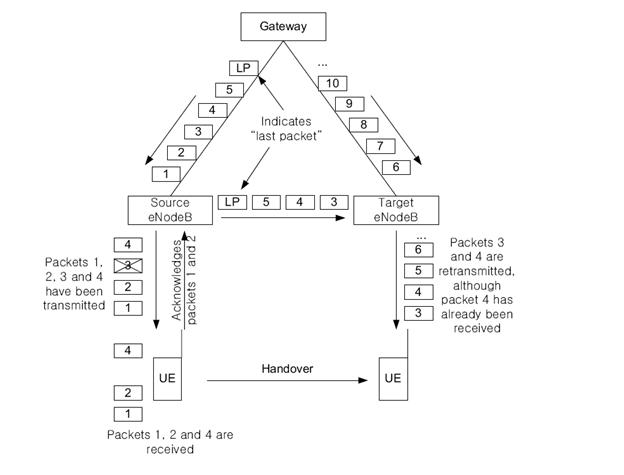 Gateway
LP
5
4
3
2
1
...
10
9
8
7
6
Indicates
“last packet”
Source
eNodeB
LP
5
4
3
Target
eNodeB
Packets 1,
2, 3 and 4
have been
transmitted
4
3
2
1
Acknowledges
packets 1 and 2
...
6
5
4
3
Packets 3
and 4 are
retransmitted,
although
packet 4 has
already been
received
4
2
1
UE
Handover
UE
Packets 1, 2 and 4 are
received